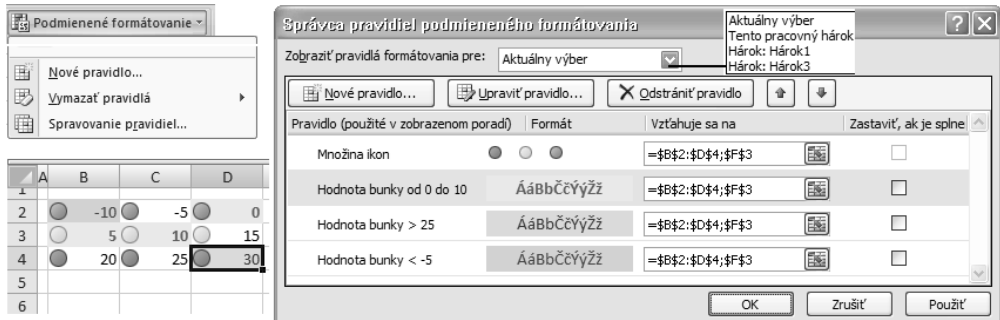 Podmienené formátovanie
Nové pravidlo...
Vymazať pravidlá
Spravovanie pravidiel...
A B C D
1
2 -10 -5 0
3 5 10 15
4 20 25 30
5
6
Správca pravidiel podmieneného formátovania
Zobraziť pravidlá formátovania pre: Aktuálny výber
Aktuálny výber
Tento pracovný hárok
Hárok: Hárok1
Hárok: Hárok3
Nové pravidlo... Upraviť pravidlo... Odstrániť pravidlo
Pravidlo (použité v zobrazenom poradí) Formát Vzťahuje sa na Zastaviť, ak je splne
Množina ikon =$B$2:$D$4;$F$3
Hodnota bunky od 0 do 10 ÁáBbČčÝýŽž =$B$2:$D$4;$F$3
Hodnota bunky > 25 ÁáBbČčÝýŽž =$B$2:$D$4;$F$3
Hodnota bunky < -5 ÁáBbČčÝýŽž =$B$2:$D$4;$F$3
OK Zrušiť Použiť